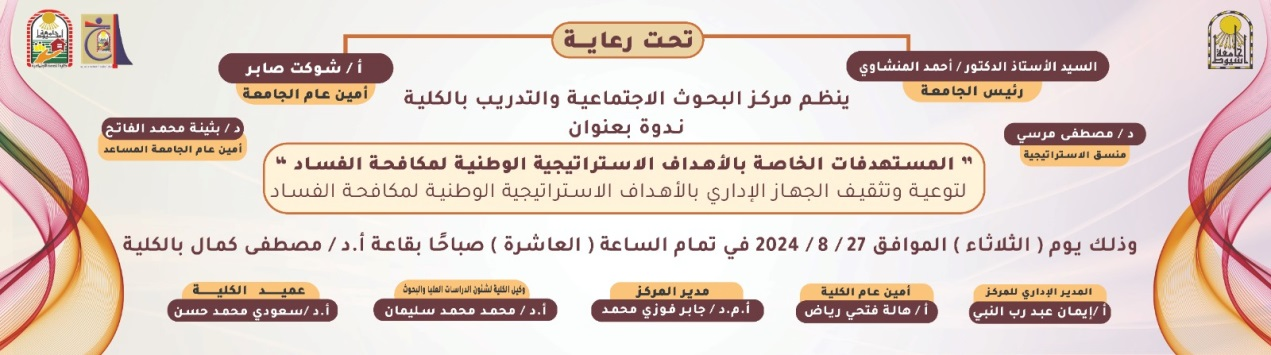 تحت رعايـــة
السيد الأستاذ الدكتور / أحمد المنشاوي
رئيس الجامعة
أ / شوكت صابر
أمين عام الجامعة
ينظم مركز البحوث الاجتماعية والتدريب بالكلية
ندوة بعنوان
د / مصطفى مرسي
منسق الاستراتيجية
د / بثينة محمد الفاتح
أمين عام الجامعة المساعد
" المستهدفات الخاصة بالأهداف الاستراتيجية الوطنية لمكافحة الفساد "
لتوعية وتثقيف الجهاز الإداري بالأهداف الاستراتيجية الوطنية لمكافحة الفساد
وذلك يوم ( الثلاثاء ) الموافق 27 / 8 / 2024 في تمام الساعة ( العاشرة ) صباحًا بقاعة أ.د / مصطفى كمال بالكلية
المدير الإداري للمركز
أ /إيمان عبد رب النبي
أمين عام الكلية
أ / هالة فتحي رياض
مدير المركز
أ.م.د / جابر فوزي محمد
وكيل الكلية لشئون الدراسات العليا والبحوث
أ.د / محمد محمد سليمان
عميـــد الكليـــة
أ.د /سعودي محمد حسن